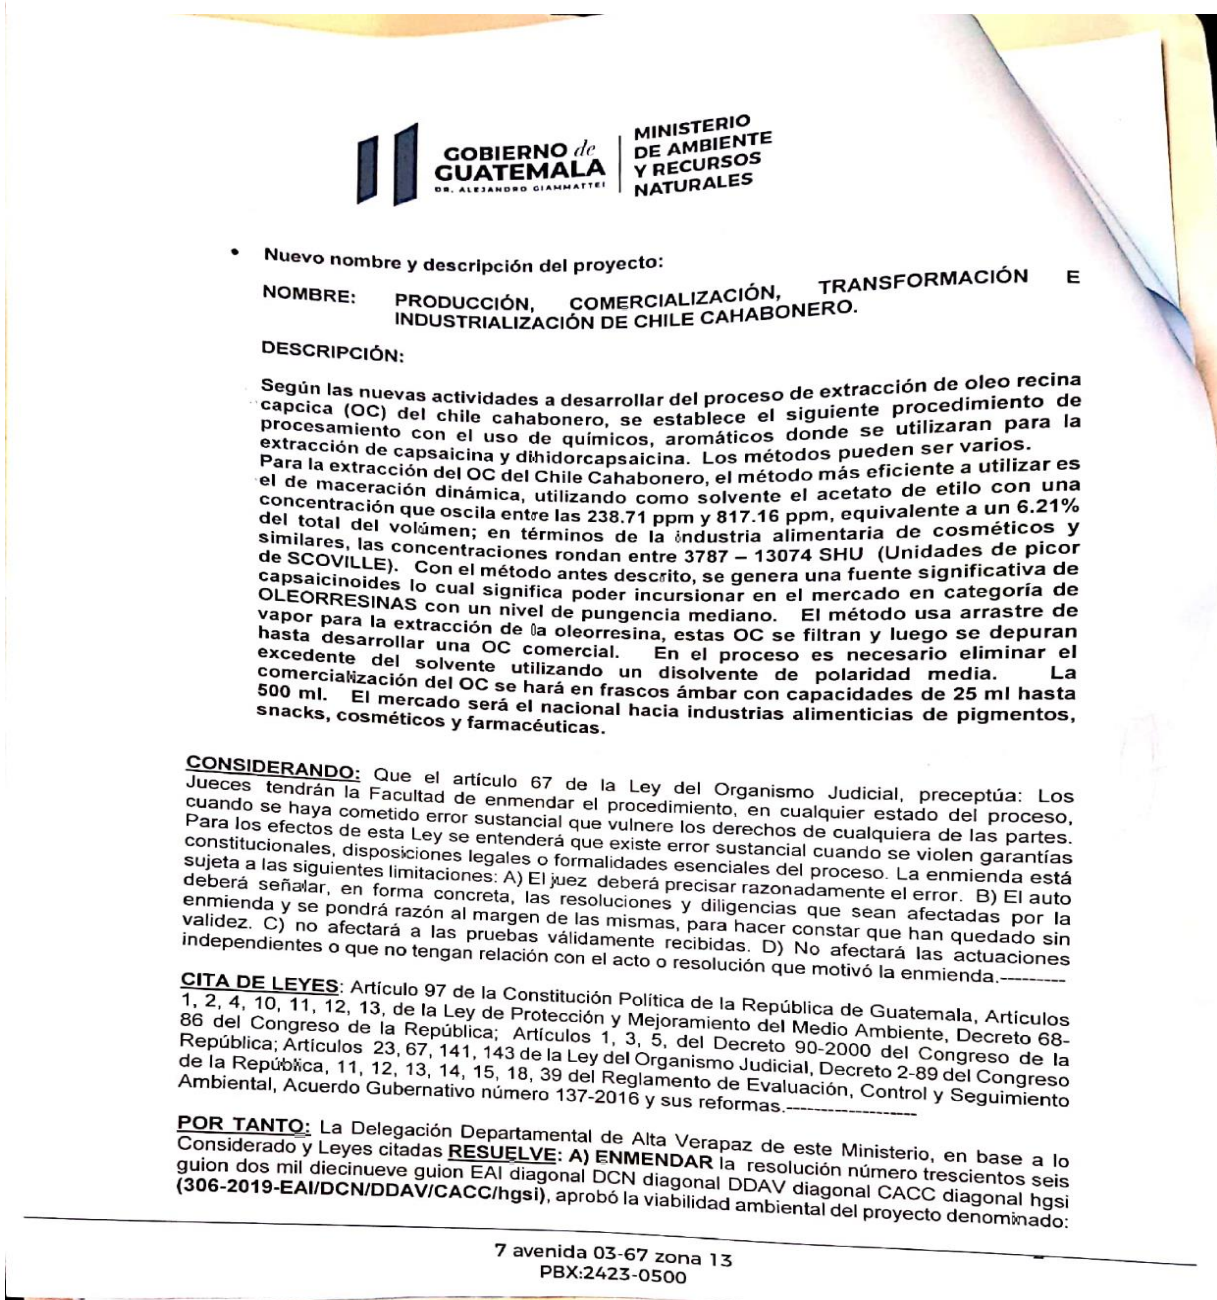 GOBIERNO de
GUATEMALA
DR. ALEJANDRO GIAMMATTEI
MINISTERIO
DE AMBIENTE
Y RECURSOS
NATURALES
• Nuevo nombre y descripción del proyecto:
NOMBRE: PRODUCCIÓN, COMERCIALIZACIÓN, TRANSFORMACIÓN E
INDUSTRIALIZACIÓN DE CHILE CAHABONERO.
DESCRIPCIÓN:
Según las nuevas actividades a desarrollar del proceso de extracción de oleo recina
capcica (OC) del chile cahabonero, se establece el siguiente procedimiento de
procesamiento con el uso de químicos, aromáticos donde se utilizaran para la
extracción de capsaicina y dihidorcapsaicina. Los métodos pueden ser varios.
Para la extracción del OC del Chile Cahabonero, el método más eficiente a utilizar es
el de maceración dinámica, utilizando como solvente el acetato de etilo con una
concentración que oscila entre las 238.71 ppm y 817.16 ppm, equivalente a un 6.21%
del total del volúmen; en términos de la industria alimentaria de cosméticos y
similares, las concentraciones rondan entre 3787 – 13074 SHU (Unidades de picor
de SCOVILLE). Con el método antes descrito, se genera una fuente significativa de
capsaicinoides lo cual significa poder incursionar en el mercado en categoría de
OLEORRESINAS con un nivel de pungencia mediano. El método usa arrastre de
vapor para la extracción de la oleorresina, estas OC se filtran y luego se depuran
hasta desarrollar una OC comercial. En el proceso es necesario eliminar el
excedente del solvente utilizando un disolvente de polaridad media. La
comercialización del OC se hará en frascos ámbar con capacidades de 25 ml hasta
500 ml. El mercado será el nacional hacia industrias alimenticias de pigmentos,
snacks, cosméticos y farmacéuticas.
CONSIDERANDO: Que el artículo 67 de la Ley del Organismo Judicial, preceptúa: Los
Jueces tendrán la Facultad de enmendar el procedimiento, en cualquier estado del proceso,
cuando se haya cometido error sustancial que vulnere los derechos de cualquiera de las partes.
Para los efectos de esta Ley se entenderá que existe error sustancial cuando se violen garantías
constitucionales, disposiciones legales o formalidades esenciales del proceso. La enmienda está
sujeta a las siguientes limitaciones: A) El juez deberá precisar razonadamente el error. B) El auto
deberá señalar, en forma concreta, las resoluciones y diligencias que sean afectadas por la
enmienda y se pondrá razón al margen de las mismas, para hacer constar que han quedado sin
validez. C) no afectará a las pruebas válidamente recibidas. D) No afectará las actuaciones
independientes o que no tengan relación con el acto o resolución que motivó la enmienda.---------
CITA DE LEYES: Artículo 97 de la Constitución Política de la República de Guatemala, Artículos
1, 2, 4, 10, 11, 12, 13, de la Ley de Protección y Mejoramiento del Medio Ambiente, Decreto 68-
86 del Congreso de la República; Artículos 1, 3, 5, del Decreto 90-2000 del Congreso de la
República; Artículos 23, 67, 141, 143 de la Ley del Organismo Judicial, Decreto 2-89 del Congreso
de la República, 11, 12, 13, 14, 15, 18, 39 del Reglamento de Evaluación, Control y Seguimiento
Ambiental, Acuerdo Gubernativo número 137-2016 y sus reformas.-------------------
POR TANTO: La Delegación Departamental de Alta Verapaz de este Ministerio, en base a lo
Considerado y Leyes citadas RESUELVE: A) ENMENDAR la resolución número trescientos seis
guion dos mil diecinueve guion EAI diagonal DCN diagonal DDAV diagonal CACC diagonal hgsi
(306-2019-EAI/DCN/DDAV/CACC/hgsi), aprobó la viabilidad ambiental del proyecto denominado:
7 avenida 03-67 zona 13
PBX:2423-0500